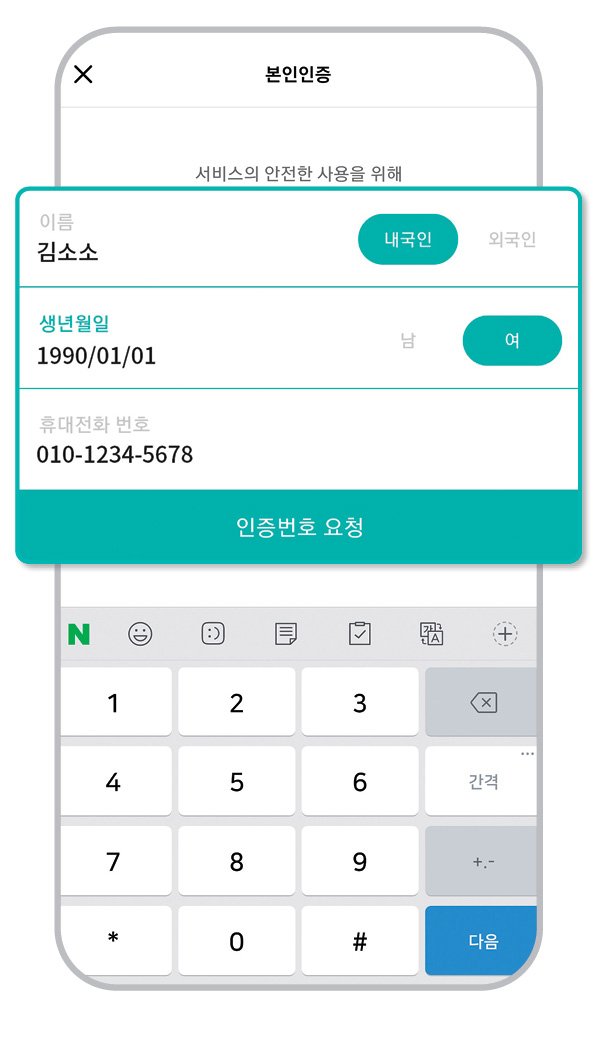 본인인증
서비스의 안전한 사용을 위해
이름
김소소
내국인 외국인
생년월일
1990/01/01
남 여
휴대전화 번호
010-1234-5678
인증번호 요청
N :) 가 A +
1 2 3
4 5 6 간격
7 8 9 +.-
* 0 # 다음